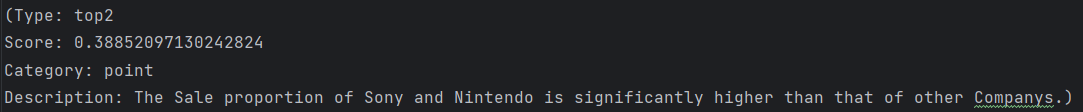 (Type: top2
Score: 0.38852097130242824
Category: point
Description: The Sale proportion of Sony and Nintendo is significantly higher than that of other Companys.)